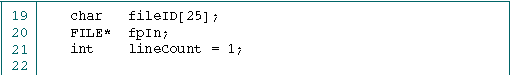 19    char   fileID[25];
20    FILE*  fpIn;
21    int    lineCount = 1;
22